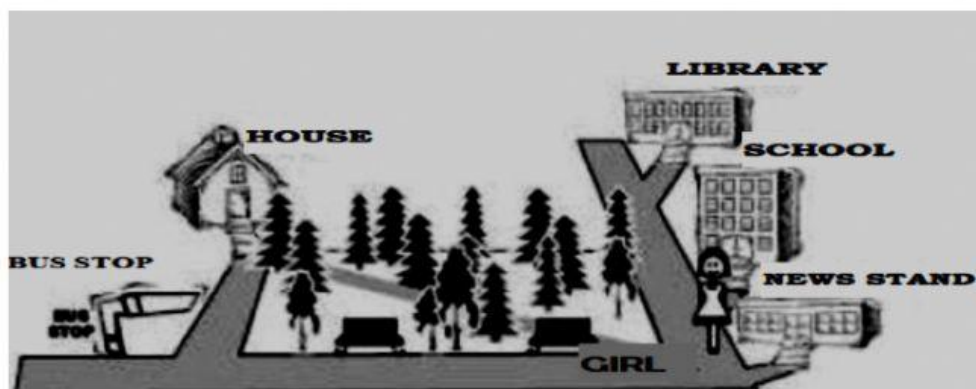 LIBRARY
HOUSE
SCHOOL
BUS STOP
NEWS STAND
BUS
STOP
GIRL